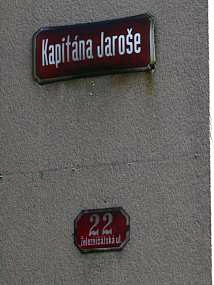 Kapitána Jaroše
22
Železničářská ul.